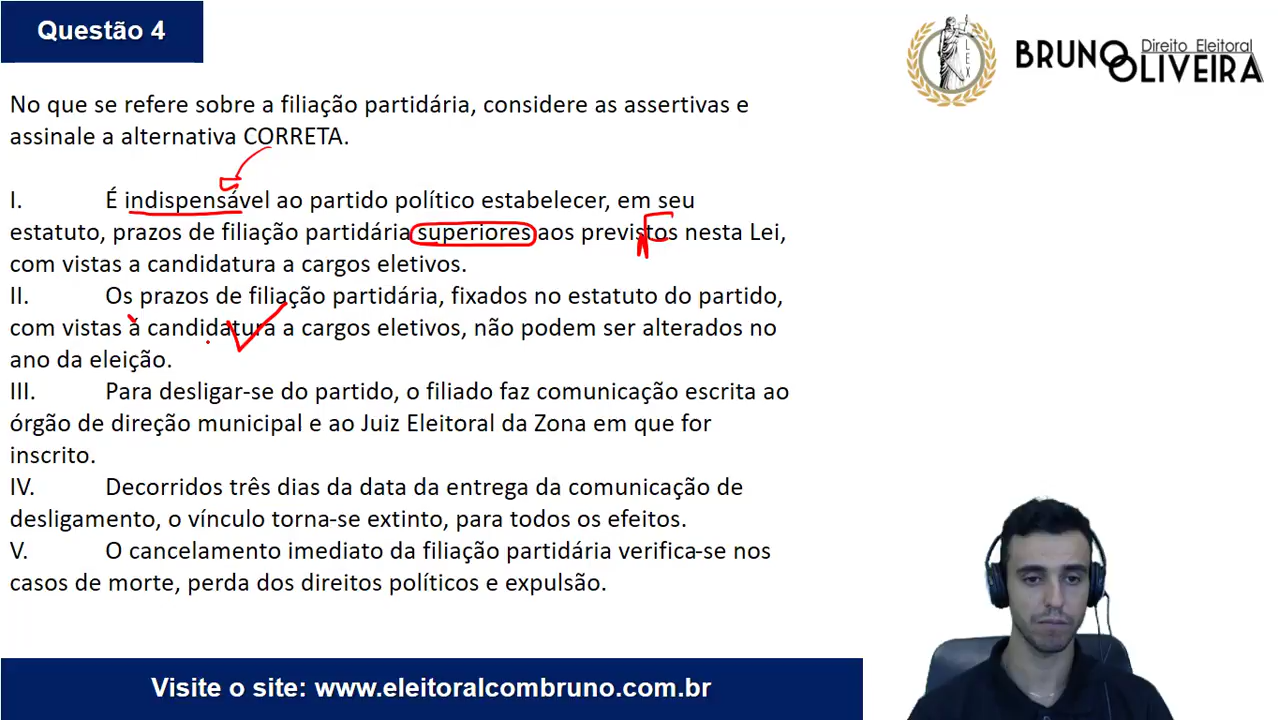 Questão 4
LEX
BRUNO Direito Eleitoral
OLIVEIRA
No que se refere sobre a filiação partidária, considere as assertivas e
assinale a alternativa CORRETA.
I. É indispensável ao partido político estabelecer, em seu
estatuto, prazos de filiação partidária superiores aos previstos nesta Lei,
com vistas a candidatura a cargos eletivos.
II. Os prazos de filiação partidária, fixados no estatuto do partido,
com vistas à candidatura a cargos eletivos, não podem ser alterados no
ano da eleição.
III. Para desligar-se do partido, o filiado faz comunicação escrita ao
órgão de direção municipal e ao Juiz Eleitoral da Zona em que for
inscrito.
IV. Decorridos três dias da data da entrega da comunicação de
desligamento, o vínculo torna-se extinto, para todos os efeitos.
V. O cancelamento imediato da filiação partidária verifica-se nos
casos de morte, perda dos direitos políticos e expulsão.
Visite o site: www.eleitoralcombruno.com.br